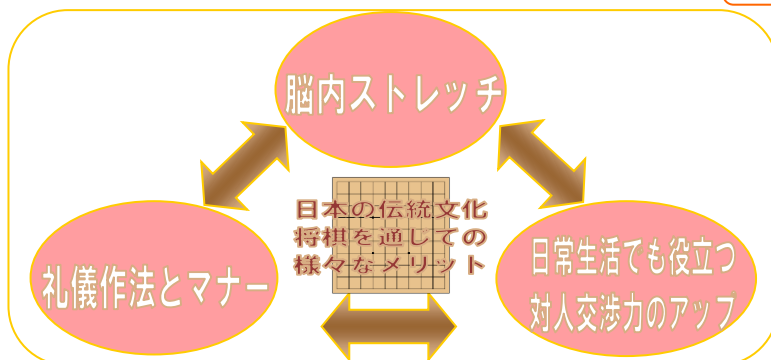 脳内ストレッチ
日本の伝統文化
将棋を通じての
様々なメリット
礼儀作法とマナー
日常生活ても役立つ
対人交渉力のアップ